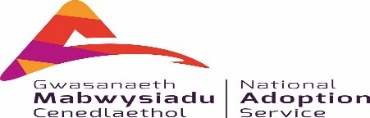 Gwasanaeth
Mabwysiadu
Cenedlaethol
National
Adoption
Service